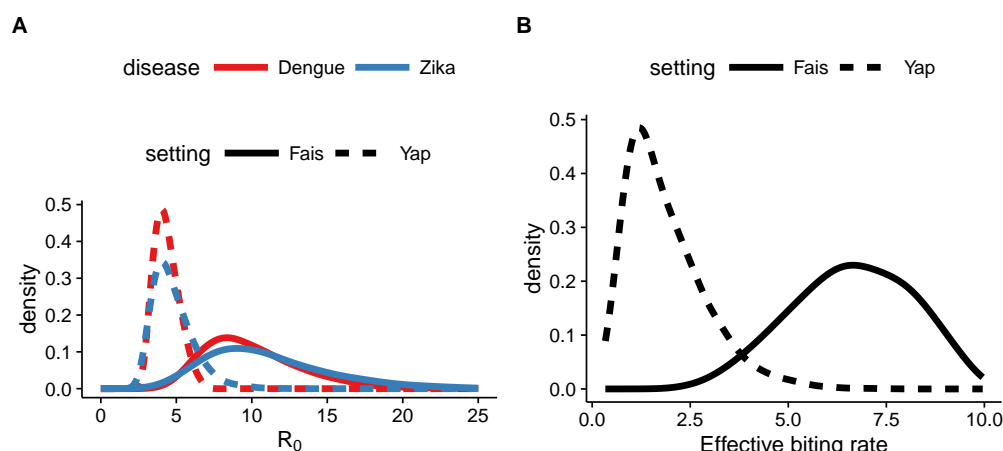 A
disease Dengue Zika
setting Fais Yap
density
0.5
0.4
0.3
0.2
0.1
0.0
0 5 10 15 20 25
R0
B
setting Fais Yap
density
0.5
0.4
0.3
0.2
0.1
0.0
0.0 2.5 5.0 7.5 10.0
Effective biting rate